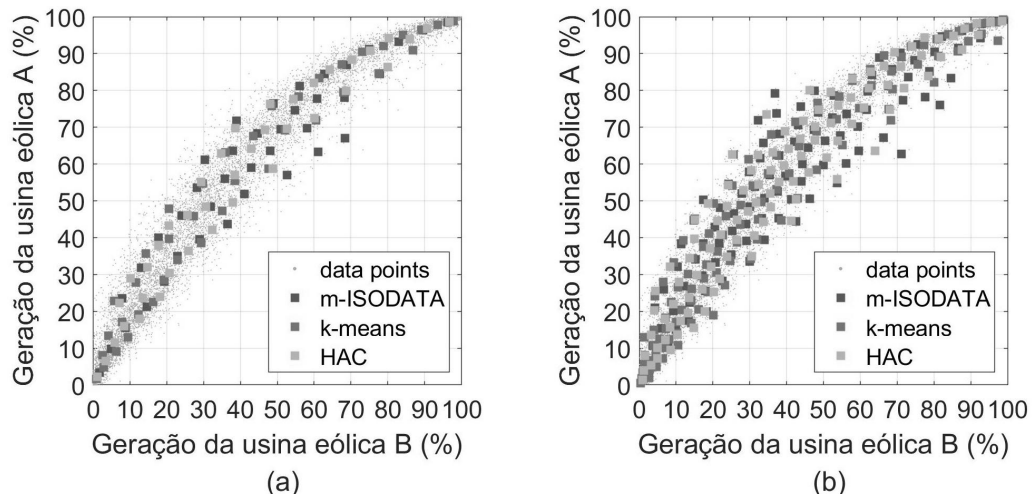 100
90
80
70
60
50
40
30
20
10
0
Geração da usina eólica A (%)
data points
m-ISODATA
k-means
HAC
0 10 20 30 40 50 60 70 80 90 100
Geração da usina eólica B (%)
(a)
100
90
80
70
60
50
40
30
20
10
0
Geração da usina eólica A (%)
data points
m-ISODATA
k-means
HAC
0 10 20 30 40 50 60 70 80 90 100
Geração da usina eólica B (%)
(b)